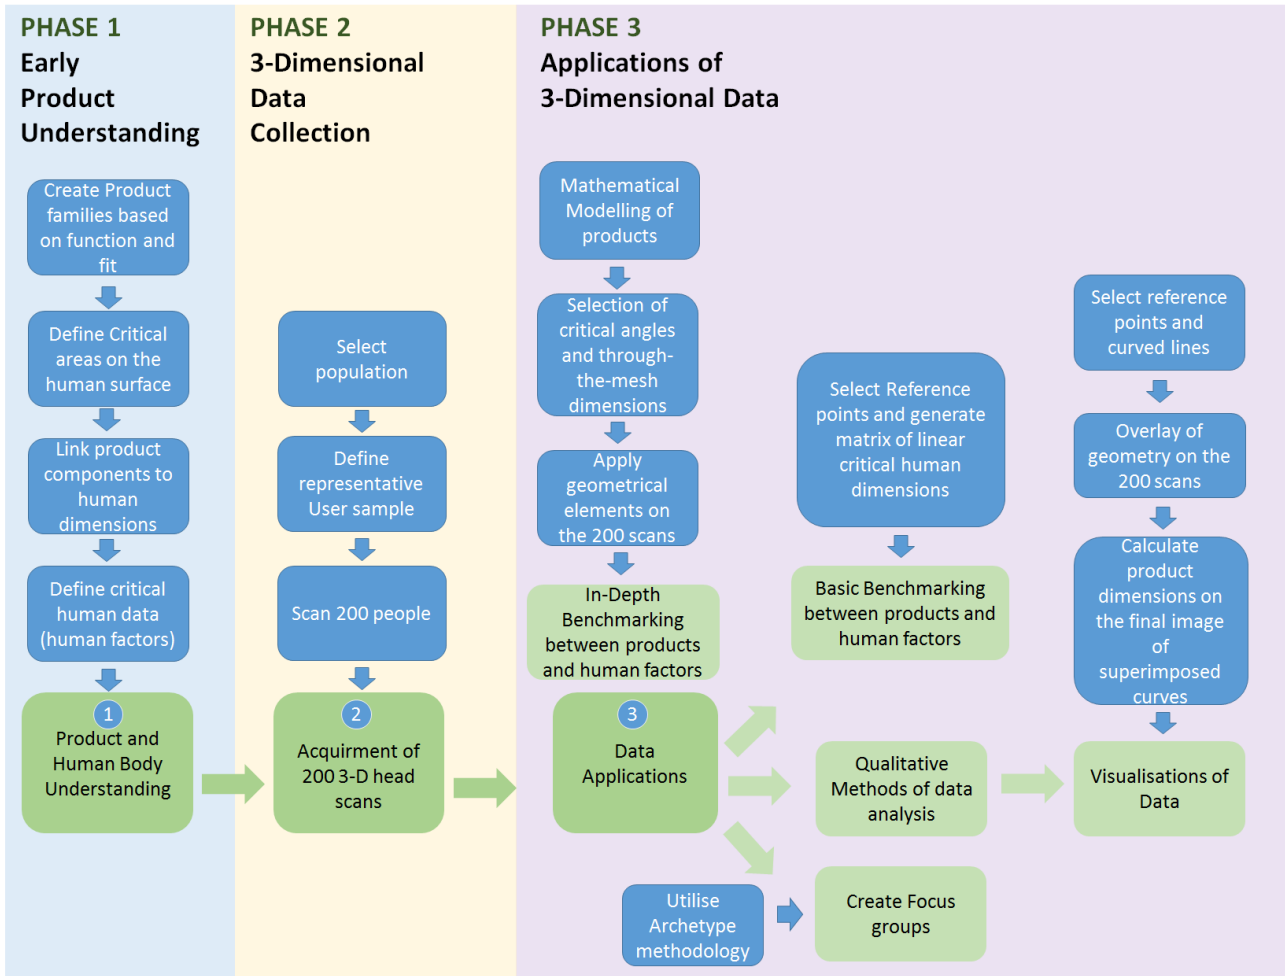 PHASE 1
Early
Product
Understanding
Create Product
families based
on function and
fit
Define Critical
areas on the
human surface
Link product
components to
human
dimensions
Define critical
human data
(human factors)
1
Product and
Human Body
Understanding
PHASE 2
3-Dimensional
Data
Collection
Select
population
Define
representative
User sample
Scan 200 people
2
Acquirment of
200 3-D head
scans
PHASE 3
Applications of
3-Dimensional Data
Mathematical
Modelling of
products
Selection of
critical angles
and through-
the-mesh
dimensions
Apply
geometrical
elements on
the 200 scans
In-Depth
Benchmarking
between products
and human factors
3
Data
Applications
Utilise
Archetype
methodology
Select Reference
points and generate
matrix of linear
critical human
dimensions
Basic Benchmarking
between products and
human factors
Qualitative
Methods of data
analysis
Create Focus
groups
Select reference
points and
curved lines
Overlay of
geometry on the
200 scans
Calculate
product
dimensions on
the final image
of
superimposed
curves
Visualisations of
Data